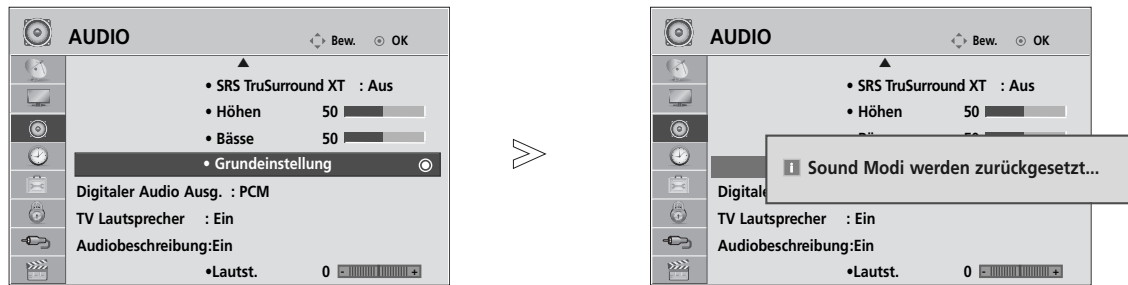 AUDIO Bew. OK
• SRS TruSurround XT : Aus
• Höhen 50
• Bässe 50
• Grundeinstellung
Digitaler Audio Ausg. : PCM
TV Lautsprecher : Ein
Audiobeschreibung:Ein
•Lautst. 0 - +
AUDIO Bew. OK
• SRS TruSurround XT : Aus
• Höhen 50
i Sound Modi werden zurückgesetzt...
Digitale
TV Lautsprecher : Ein
Audiobeschreibung:Ein
•Lautst. 0 - +